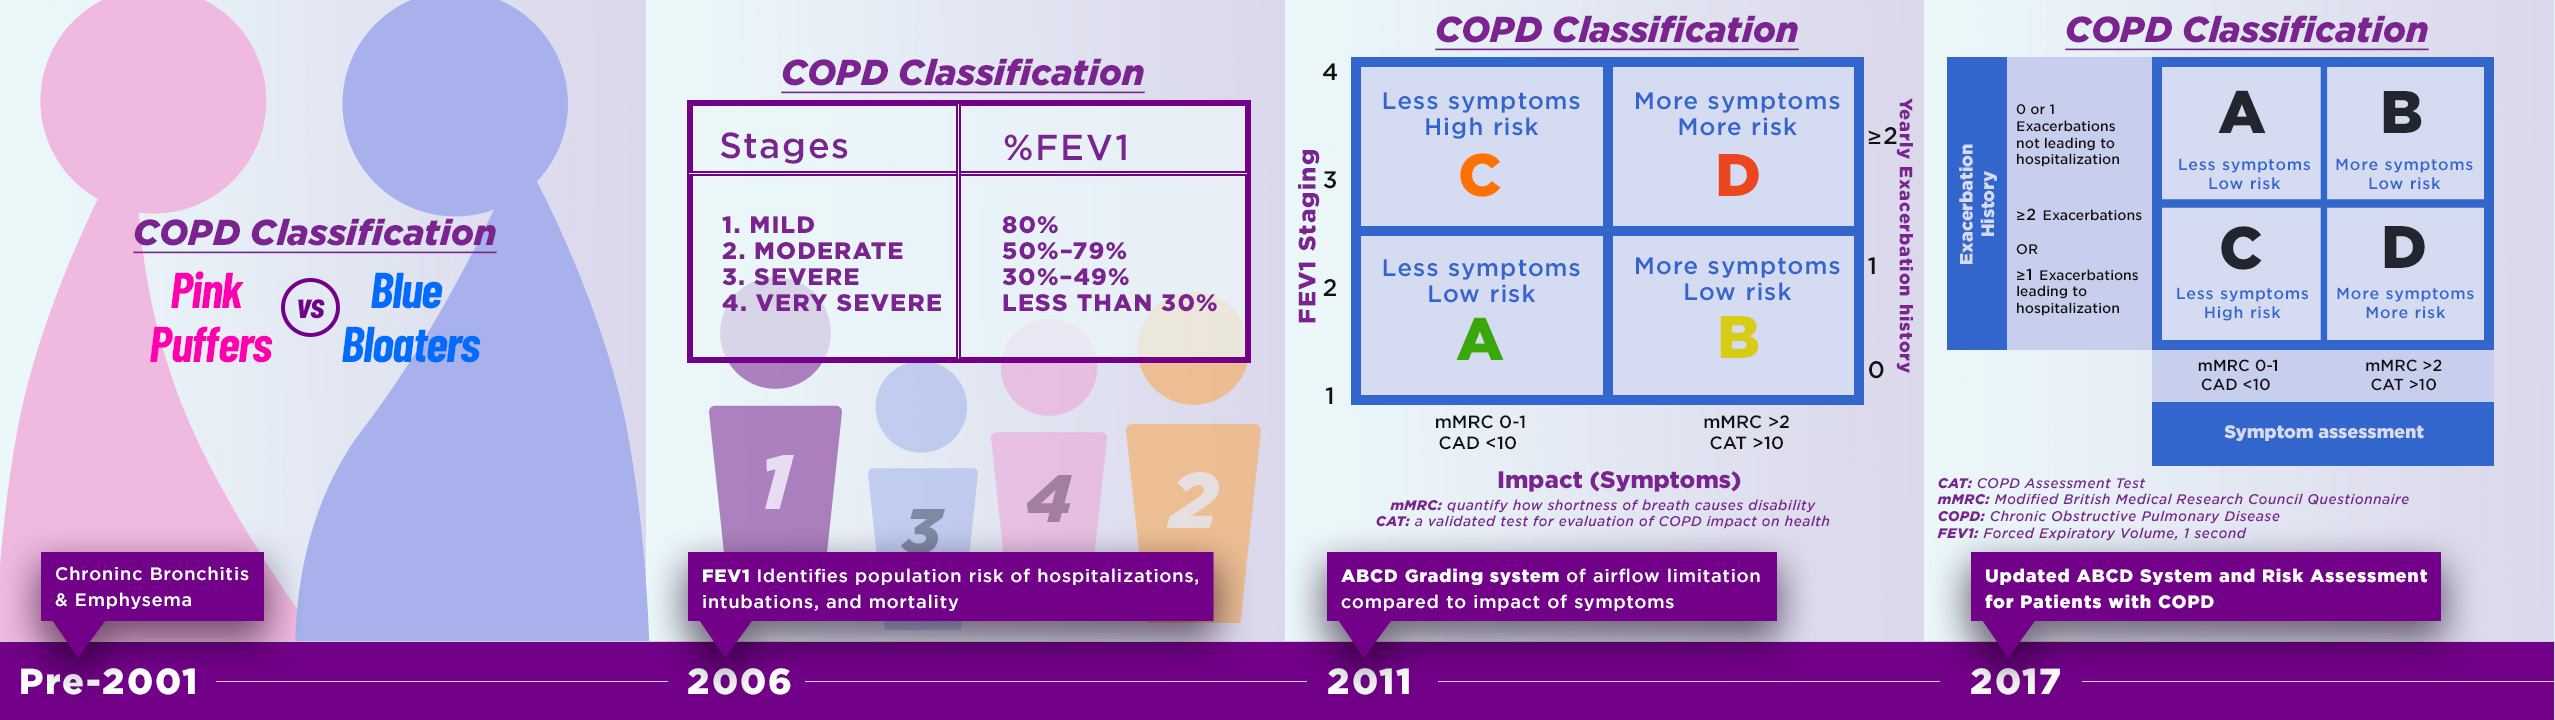 COPD Classification
Pink
Puffers
VS
Blue
Bloaters
Chroninc Bronchitis
& Emphysema
Pre-2001
COPD Classification
Stages
%FEV1
1. MILD
80%
2. MODERATE
50%-79%
3. SEVERE
30%-49%
4. VERY SEVERE
LESS THAN 30%
1
3
4
2
FEV1 Identifies population risk of hospitalizations,
intubations, and mortality
2006
COPD Classification
FEV1 Staging
4
3
2
1
Less symptoms
High risk
C
More symptoms
More risk
D
Less symptoms
Low risk
A
More symptoms
Low risk
B
≥2
1
0
Yearly Exacerbation history
mMRC 0-1
CAD <10
mMRC >2
CAT >10
Impact (Symptoms)
mMRC: quantify how shortness of breath causes disability
CAT: a validated test for evaluation of COPD impact on health
ABCD Grading system of airflow limitation
compared to impact of symptoms
2011
COPD Classification
Exacerbation
History
0 or 1
Exacerbations
not leading to
hospitalization
≥2 Exacerbations
OR
≥1 Exacerbations
leading to
hospitalization
A
Less symptoms
Low risk
B
More symptoms
Low risk
C
Less symptoms
High risk
D
More symptoms
More risk
mMRC 0-1
CAD <10
mMRC >2
CAT >10
Symptom assessment
CAT: COPD Assessment Test
mMRC: Modified British Medical Research Council Questionnaire
COPD: Chronic Obstructive Pulmonary Disease
FEV1: Forced Expiratory Volume, 1 second
Updated ABCD System and Risk Assessment
for Patients with COPD
2017